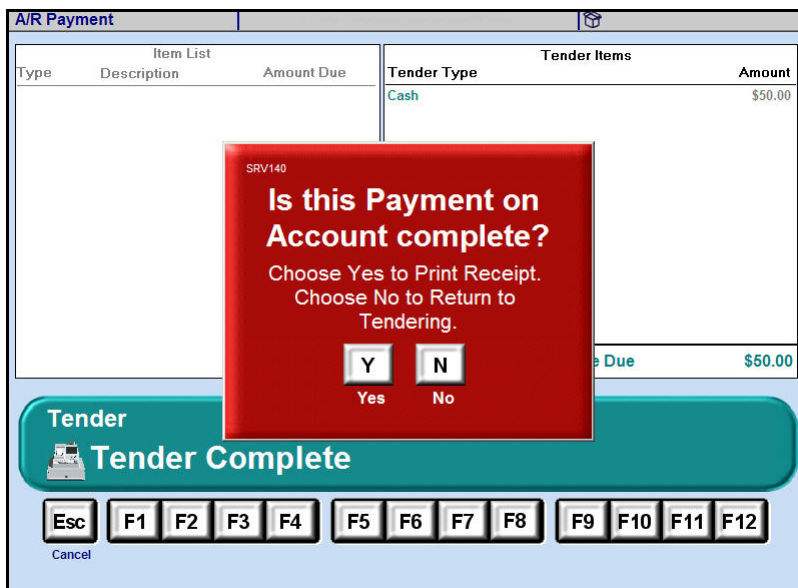 A/R Payment
Item List
Type Description Amount Due
Tender Items
Tender Type Amount
Cash $50.00
SRV140
Is this Payment on
Account complete?
Choose Yes to Print Receipt.
Choose No to Return to
Tendering.
Y N
Yes No
e Due $50.00
Tender
Tender Complete
Esc F1 F2 F3 F4 F5 F6 F7 F8 F9 F10 F11 F12
Cancel